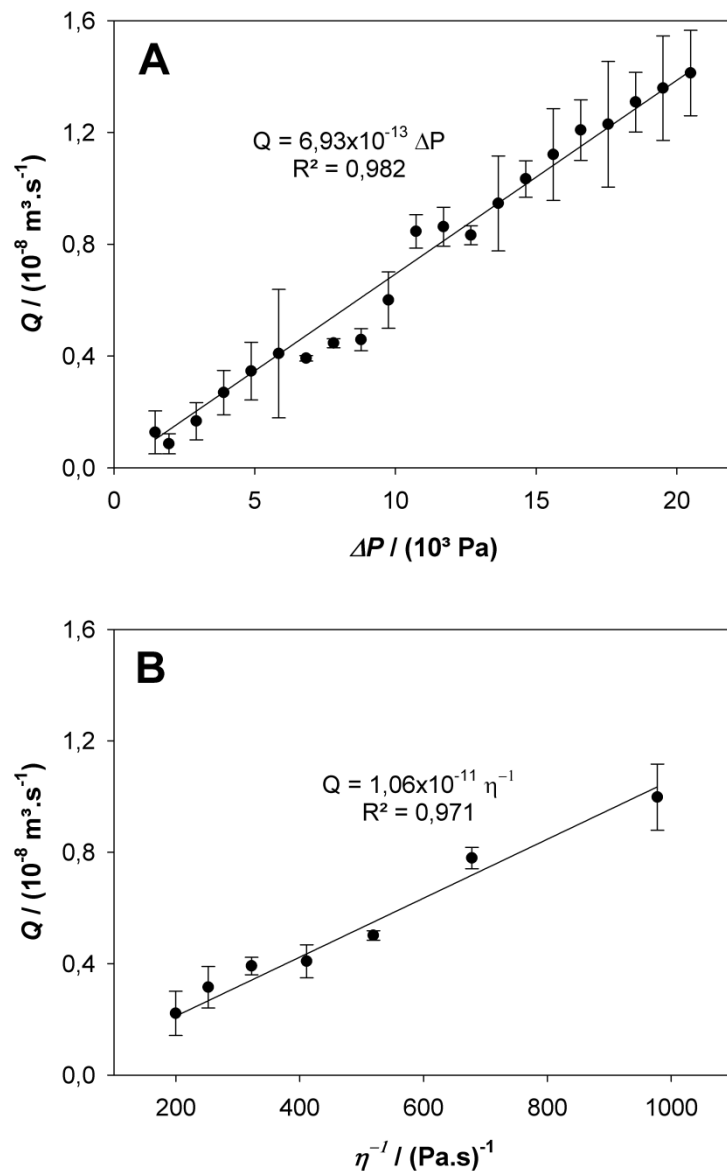 1,6
A
Q = 6,93x10⁻¹³ ΔP
R² = 0,982
1,2
0,8
0,4
0,0
Q / (10⁻⁸ m³.s⁻¹)
0 5 10 15 20
ΔP / (10³ Pa)
1,6
B
Q = 1,06x10⁻¹¹ η⁻¹
R² = 0,971
1,2
0,8
0,4
0,0
Q / (10⁻⁸ m³.s⁻¹)
200 400 600 800 1000
η⁻¹ / (Pa.s)⁻¹